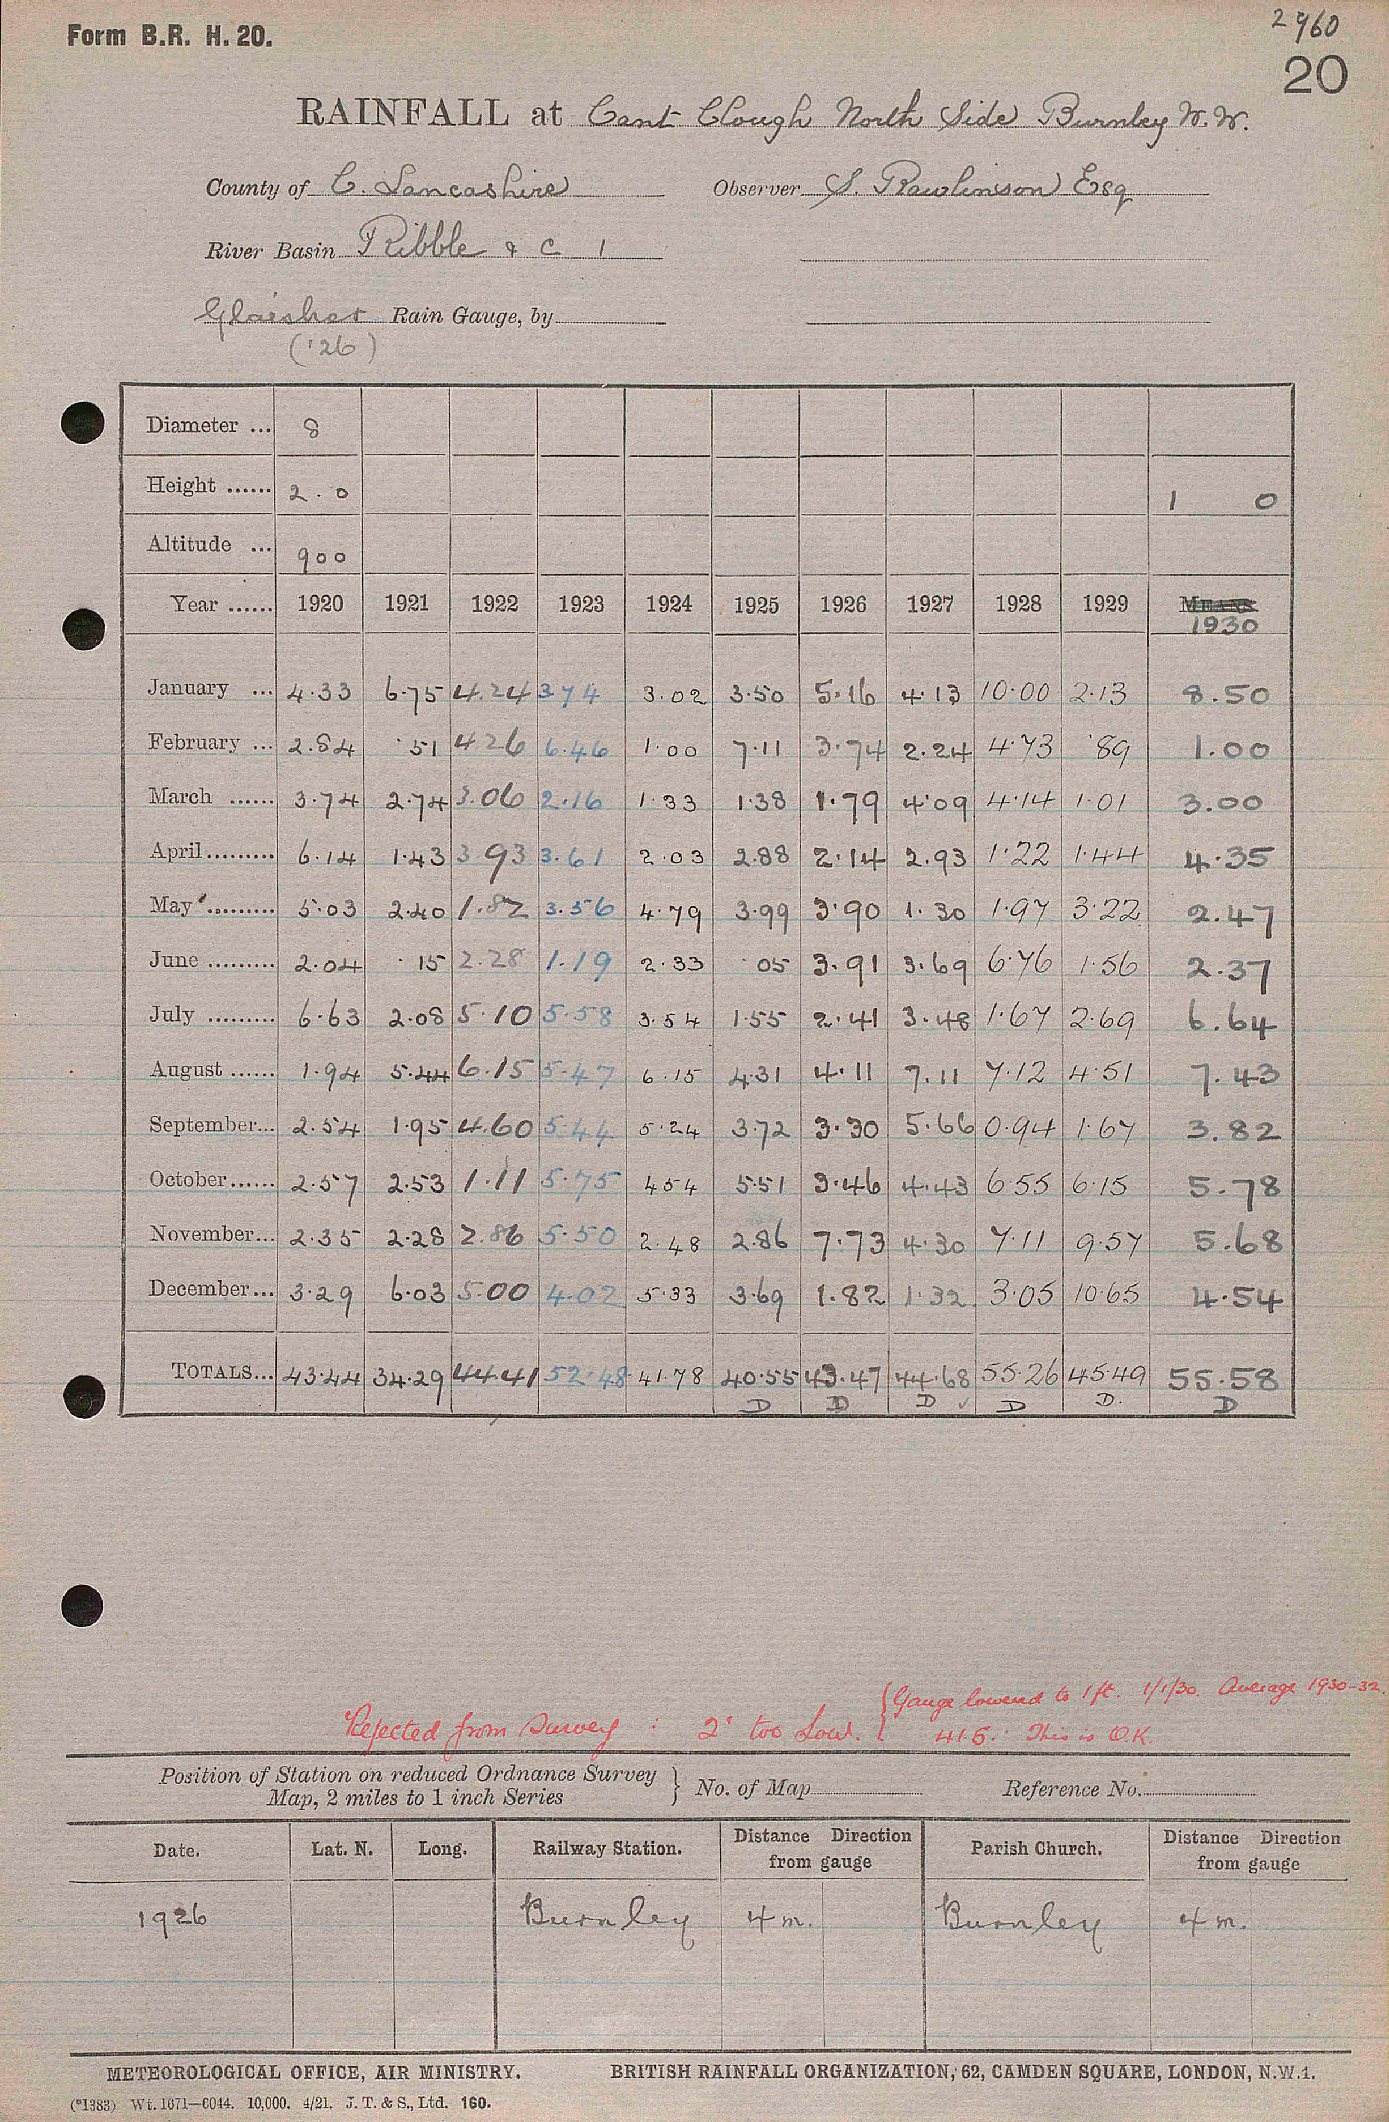 Form B.R. H. 20.
2960
20
RAINFALL at Cant Clough North Side Burnley W.W.
County of C. Lancashire Observer S. Rawlinson Esq
River Basin Ribble & C 1
Glaisher Rain Gauge, by
('26)
Diameter ... 8
Height ...... 2.0 1 0
Altitude ... 900
Year ...... 1920 1921 1922 1923 1924 1925 1926 1927 1928 1929 1930
January ... 4.33 6.75 4.24 3.74 3.02 3.50 5.16 4.13 10.00 2.13 8.50
February ... 2.84 .51 4.26 6.46 1.00 7.11 3.74 2.24 4.73 .89 1.00
March ...... 3.74 2.74 3.06 2.16 1.33 1.38 1.79 4.09 4.14 1.01 3.00
April......... 6.14 1.43 3.93 3.61 2.03 2.88 2.14 2.93 1.22 1.44 4.35
May ......... 5.03 2.40 1.82 3.56 4.79 3.99 3.90 1.30 1.97 3.22 2.47
June ......... 2.04 .15 2.28 1.19 2.33 .05 3.91 3.69 6.76 1.56 2.37
July ......... 6.63 2.08 5.10 5.58 3.54 1.55 2.41 3.48 1.67 2.69 6.64
August ...... 1.94 5.44 6.15 5.47 6.15 4.31 4.11 7.11 7.12 4.51 7.43
September... 2.54 1.95 4.60 5.44 5.24 3.72 3.30 5.66 0.94 1.67 3.82
October...... 2.57 2.53 1.11 5.75 4.54 5.51 3.46 4.43 6.55 6.15 5.78
November... 2.35 2.28 2.86 5.50 2.48 2.86 7.73 4.30 7.11 9.57 5.68
December... 3.29 6.03 5.00 4.02 5.33 3.69 1.82 1.32 3.05 10.65 4.54
TOTALS... 43.44 34.29 44.41 52.48 41.78 40.55 43.47 44.68 55.26 45.49 55.58
D D D ✓ D D. D
Gauge lowered to 1 ft. 1/1/30. Average 1930-32.
Rejected from Survey : 2" too Low. 41.5. This is O.K.
Position of Station on reduced Ordnance Survey
Map, 2 miles to 1 inch Series } No. of Map Reference No.
Date. Lat. N. Long. Railway Station. Distance Direction from gauge Parish Church. Distance Direction from gauge
1926 Burnley 4 m. Burnley 4 m.
METEOROLOGICAL OFFICE, AIR MINISTRY. BRITISH RAINFALL ORGANIZATION, 62, CAMDEN SQUARE, LONDON, N.W.1.
(*1383) Wt. 1671—6044. 10,000. 4/21. J. T. & S., Ltd. 160.